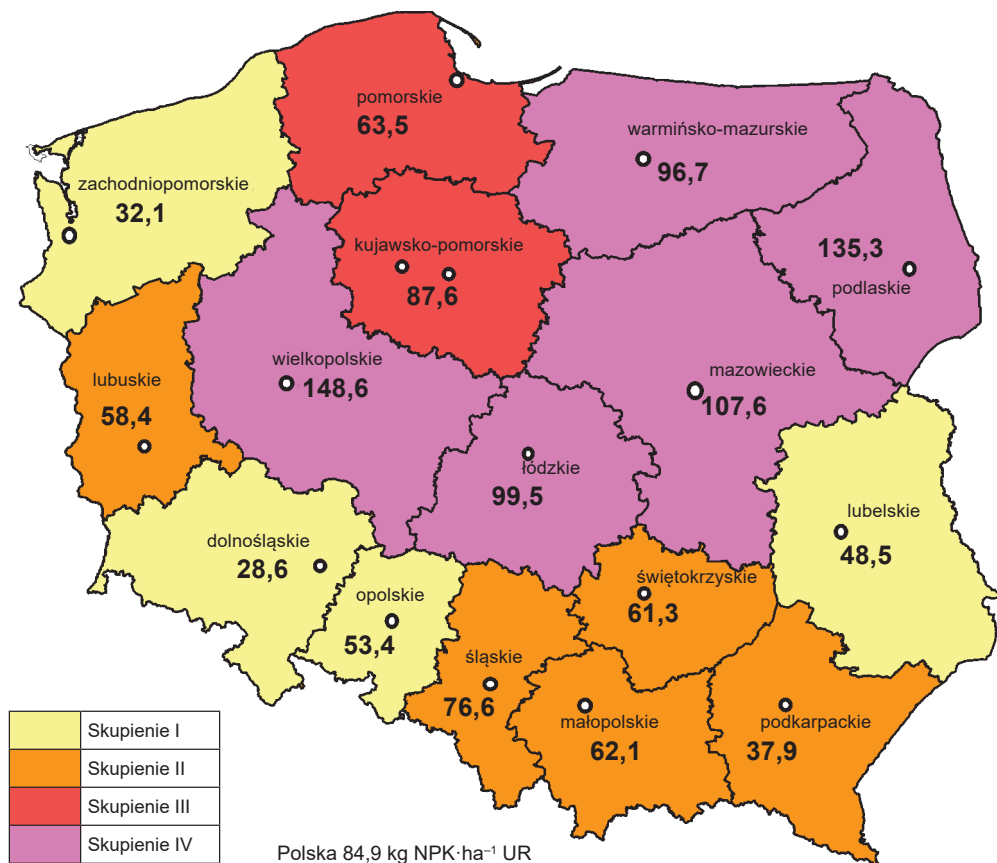 pomorskie
63,5
warmińsko-mazurskie
96,7
zachodniopomorskie
32,1
kujawsko-pomorskie
87,6
135,3
podlaskie
lubuskie
58,4
wielkopolskie
148,6
mazowieckie
107,6
łódzkie
99,5
lubelskie
48,5
dolnośląskie
28,6
opolskie
53,4
świętokrzyskie
61,3
śląskie
76,6
małopolskie
62,1
podkarpackie
37,9
Skupienie I
Skupienie II
Skupienie III
Skupienie IV
Polska 84,9 kg NPK·ha⁻¹ UR